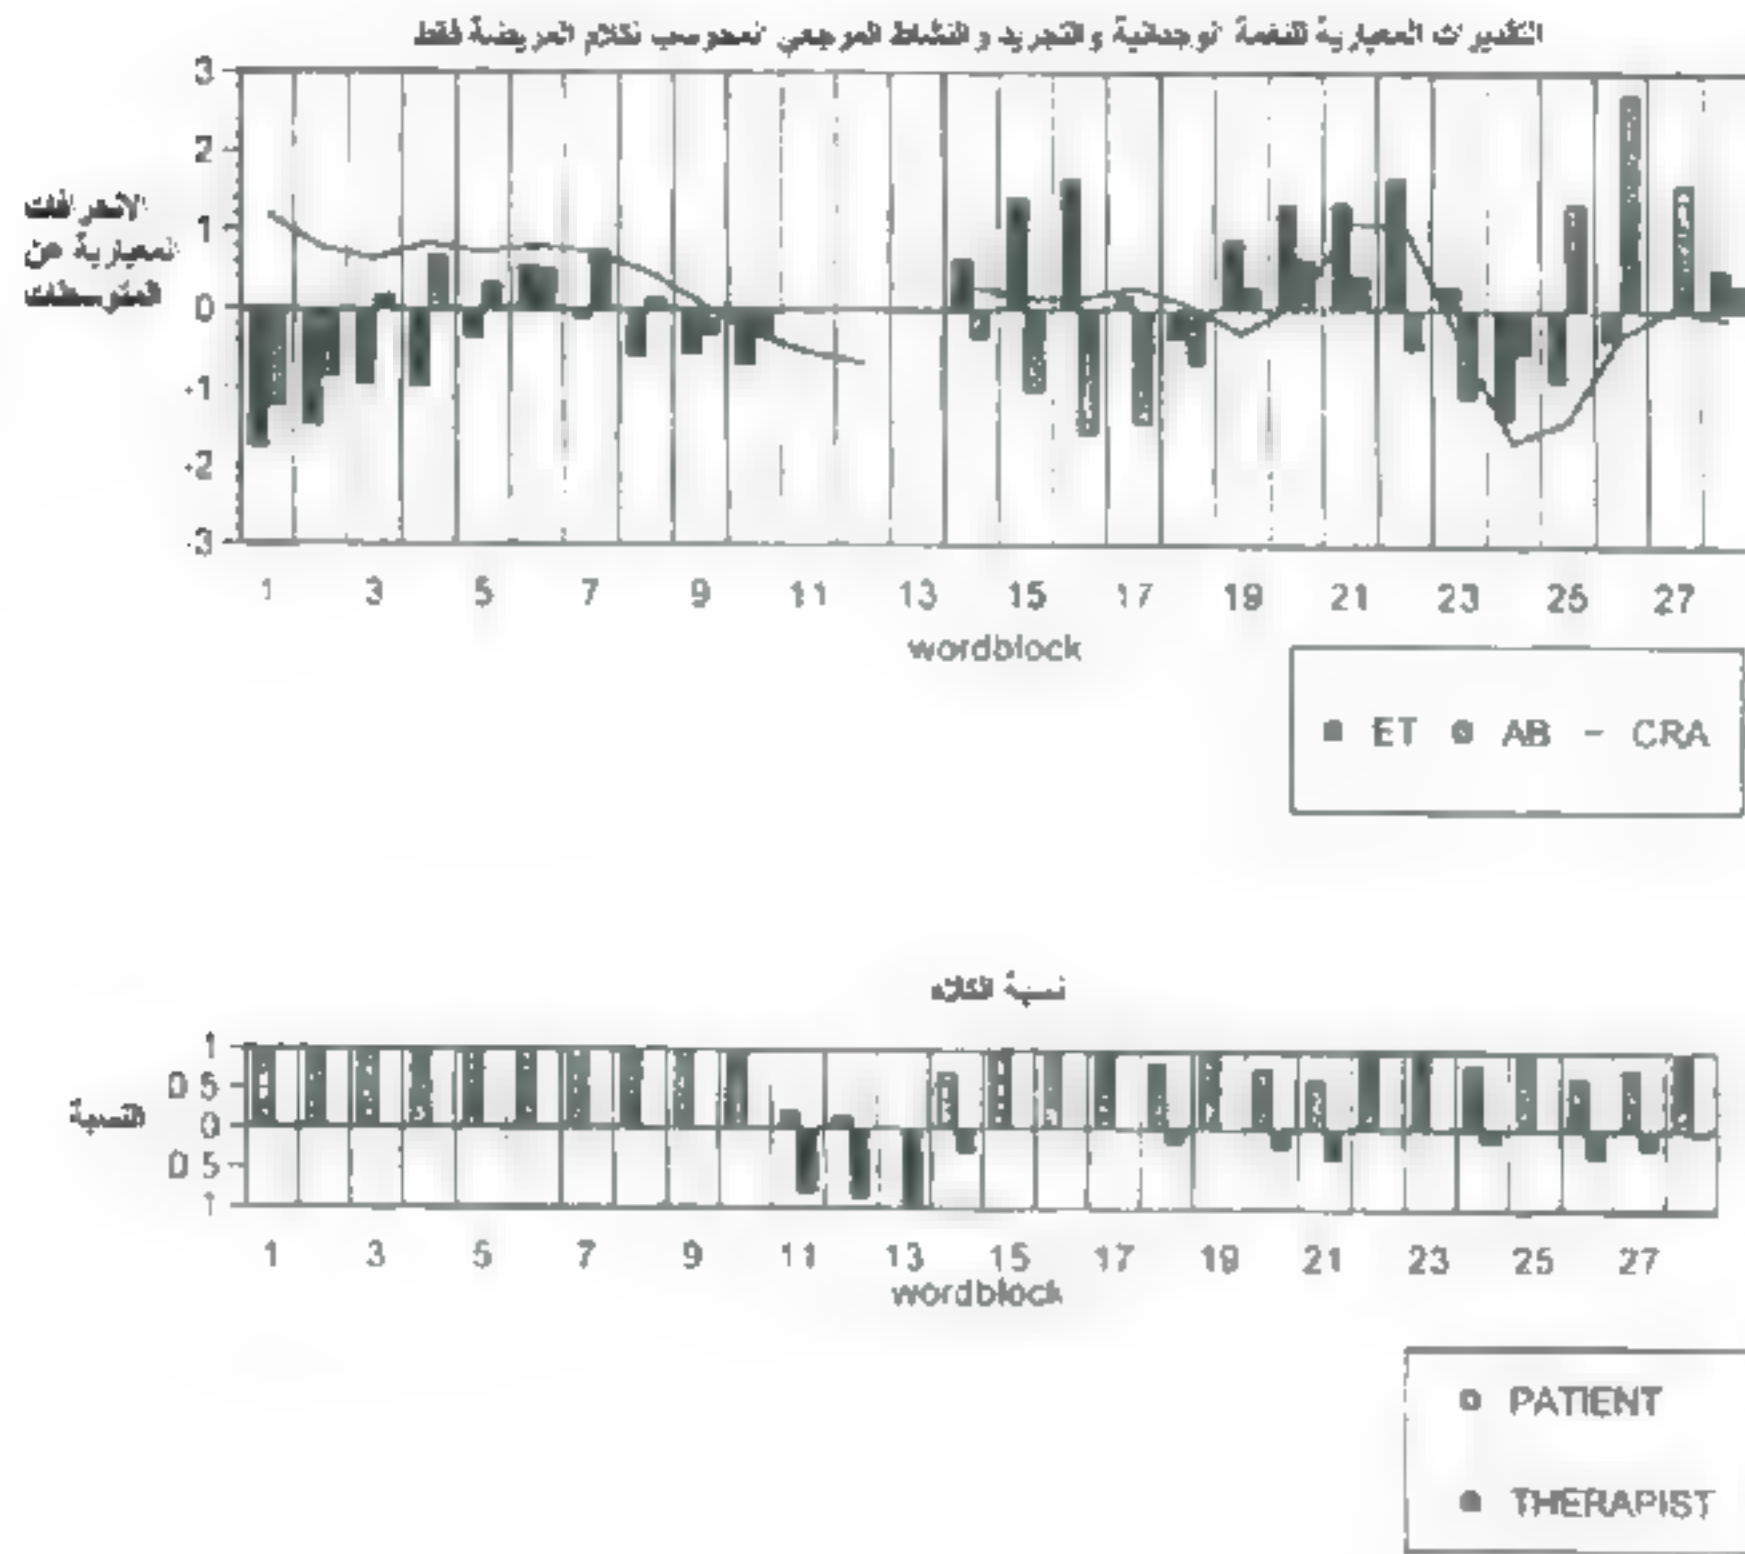 التقديرات المعيارية للنغمة الوجدانية والتجريد والنشاط المرجعي المحوسب لكلام المريضة فقط
3
2
1
0
-1
-2
-3
الانحرافات
المعيارية عن
المتوسطات
1 3 5 7 9 11 13 15 17 19 21 23 25 27
wordblock
ET AB CRA
نسبة الكلام
1
0 5
0
0 5
1
النسبة
1 3 5 7 9 11 13 15 17 19 21 23 25 27
wordblock
PATIENT
THERAPIST